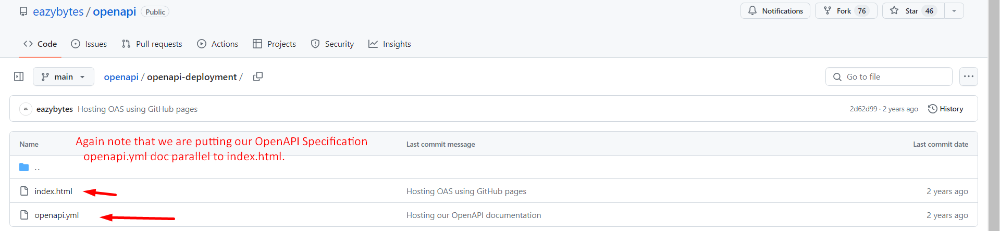 eazybytes / openapi Public
Notifications Fork 76 Star 46
Code Issues Pull requests Actions Projects Security Insights
main openapi / openapi-deployment / Go to file ...
eazybytes Hosting OAS using GitHub pages 2d62d99 · 2 years ago History
Name Last commit message Last commit date
Again note that we are putting our OpenAPI Specification
openapi.yml doc parallel to index.html.
..
index.html Hosting OAS using GitHub pages 2 years ago
openapi.yml Hosting our OpenAPI documentation 2 years ago